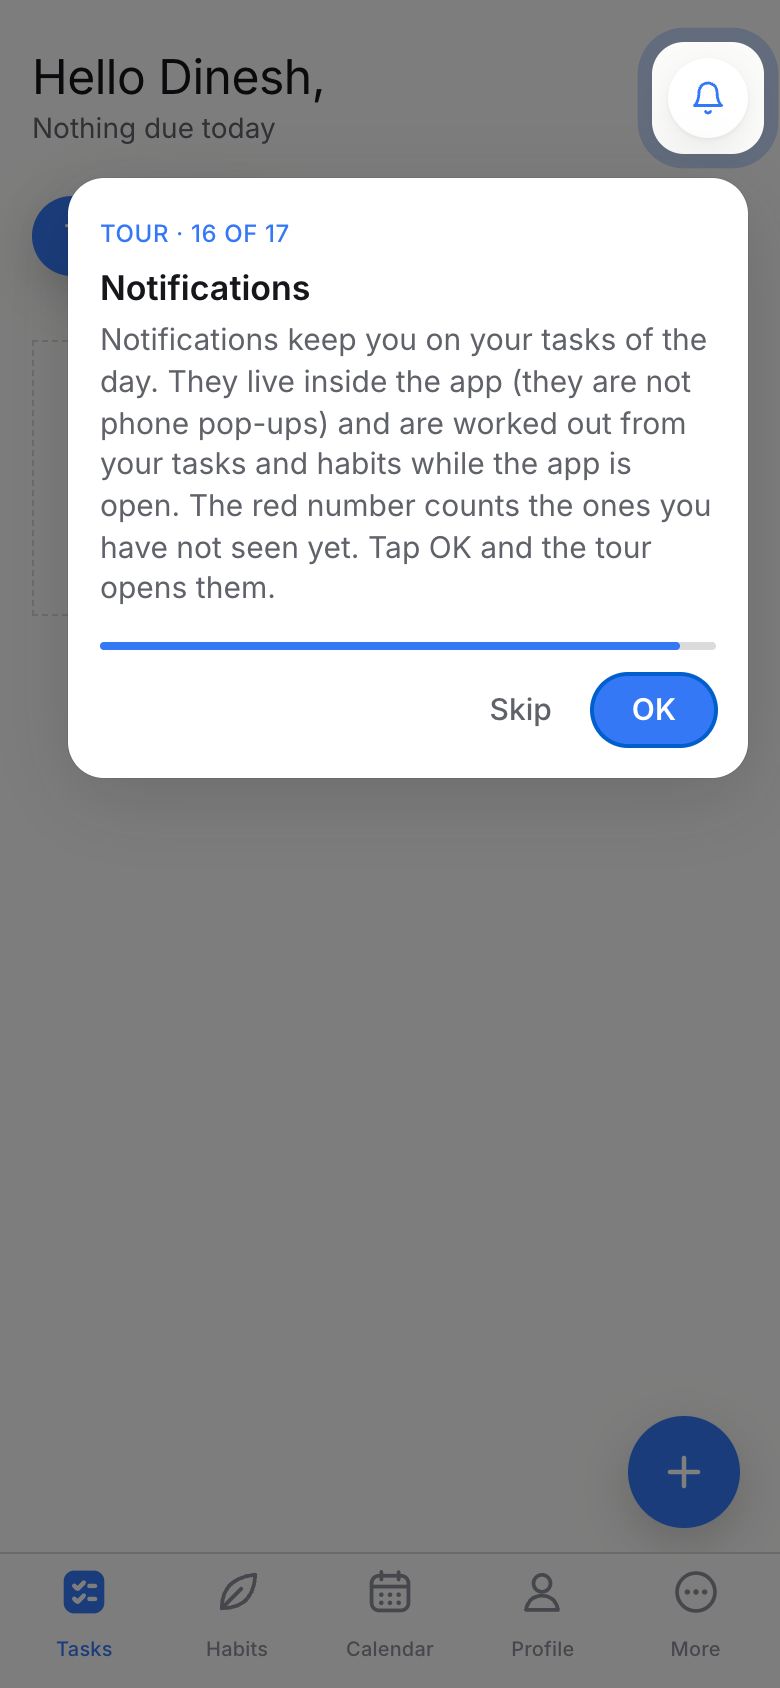 Hello Dinesh,
Nothing due today
TOUR · 16 OF 17
Notifications
Notifications keep you on your tasks of the
day. They live inside the app (they are not
phone pop-ups) and are worked out from
your tasks and habits while the app is
open. The red number counts the ones you
have not seen yet. Tap OK and the tour
opens them.
Skip
OK
Tasks
Habits
Calendar
Profile
More